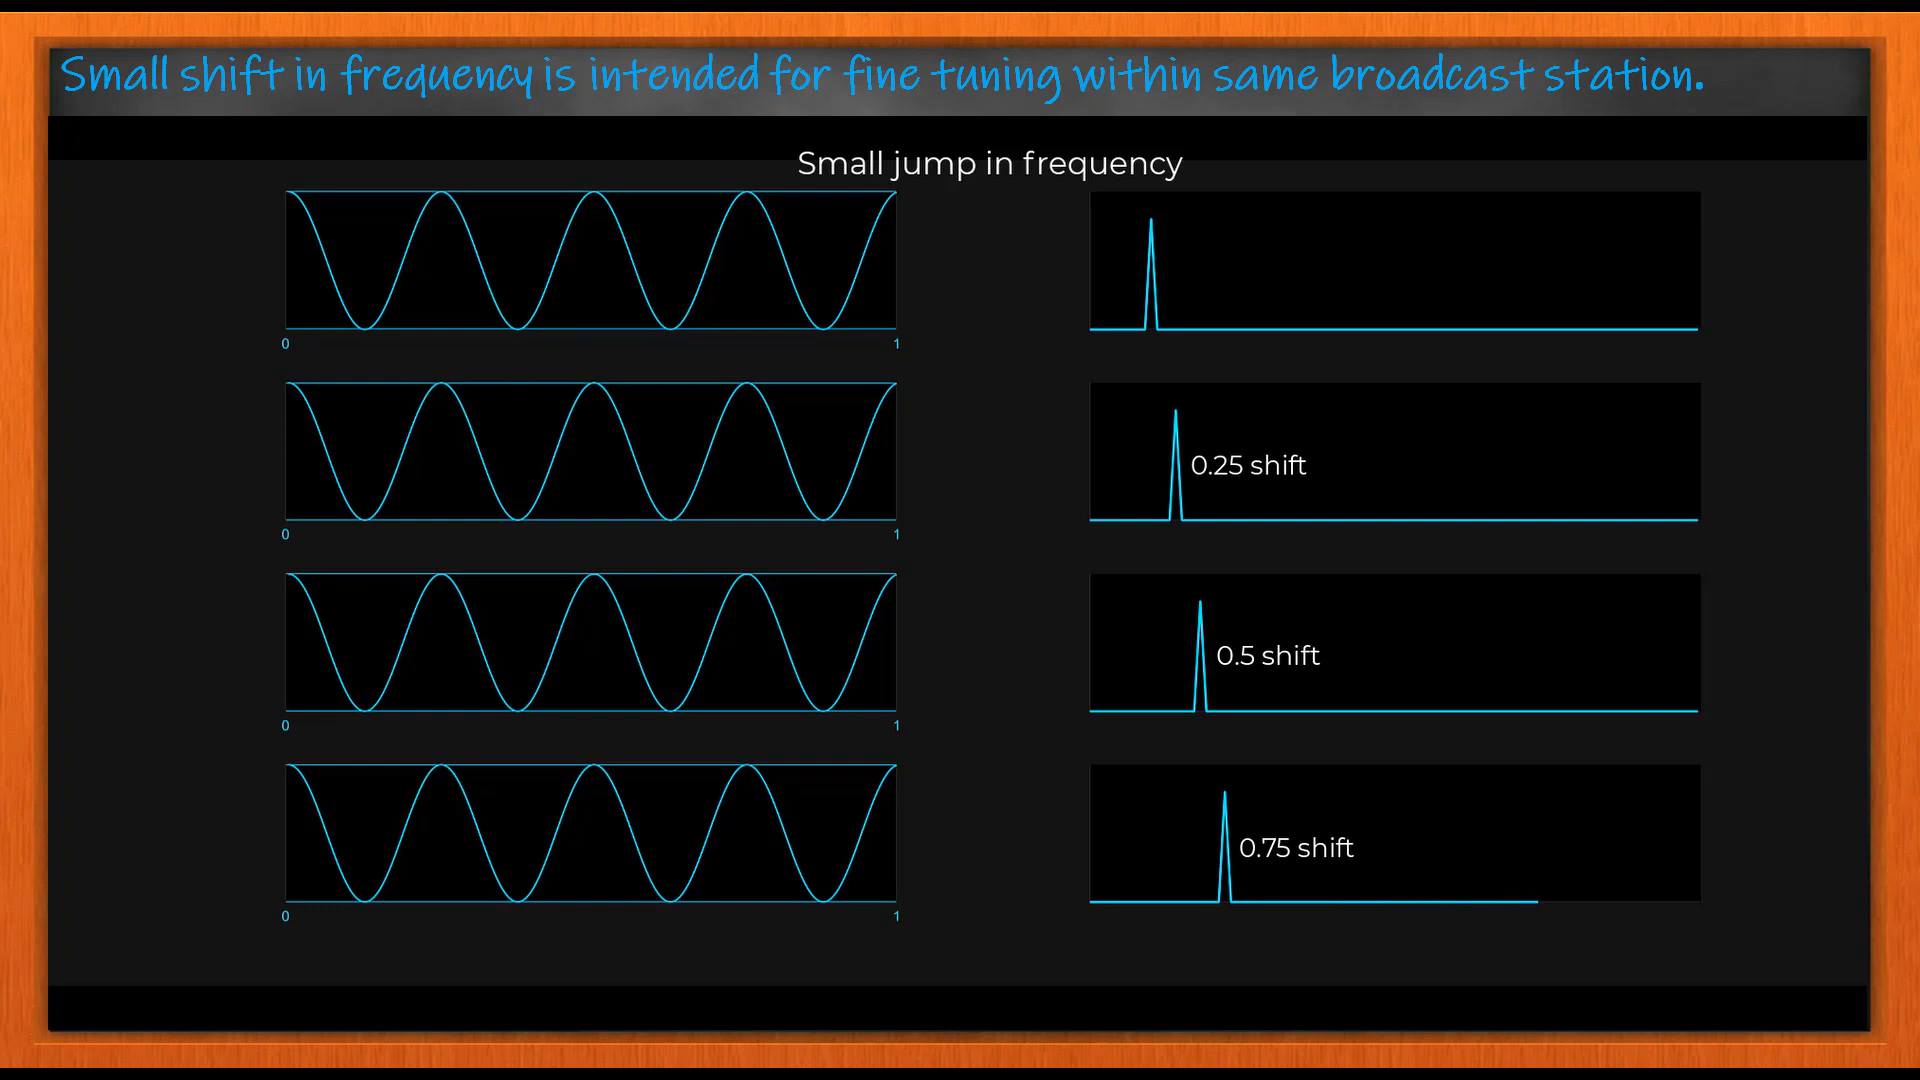 Small shift in frequency is intended for fine tuning within same broadcast station.
Small jump in frequency
0 1
0 1
0.25 shift
0 1
0.5 shift
0 1
0.75 shift